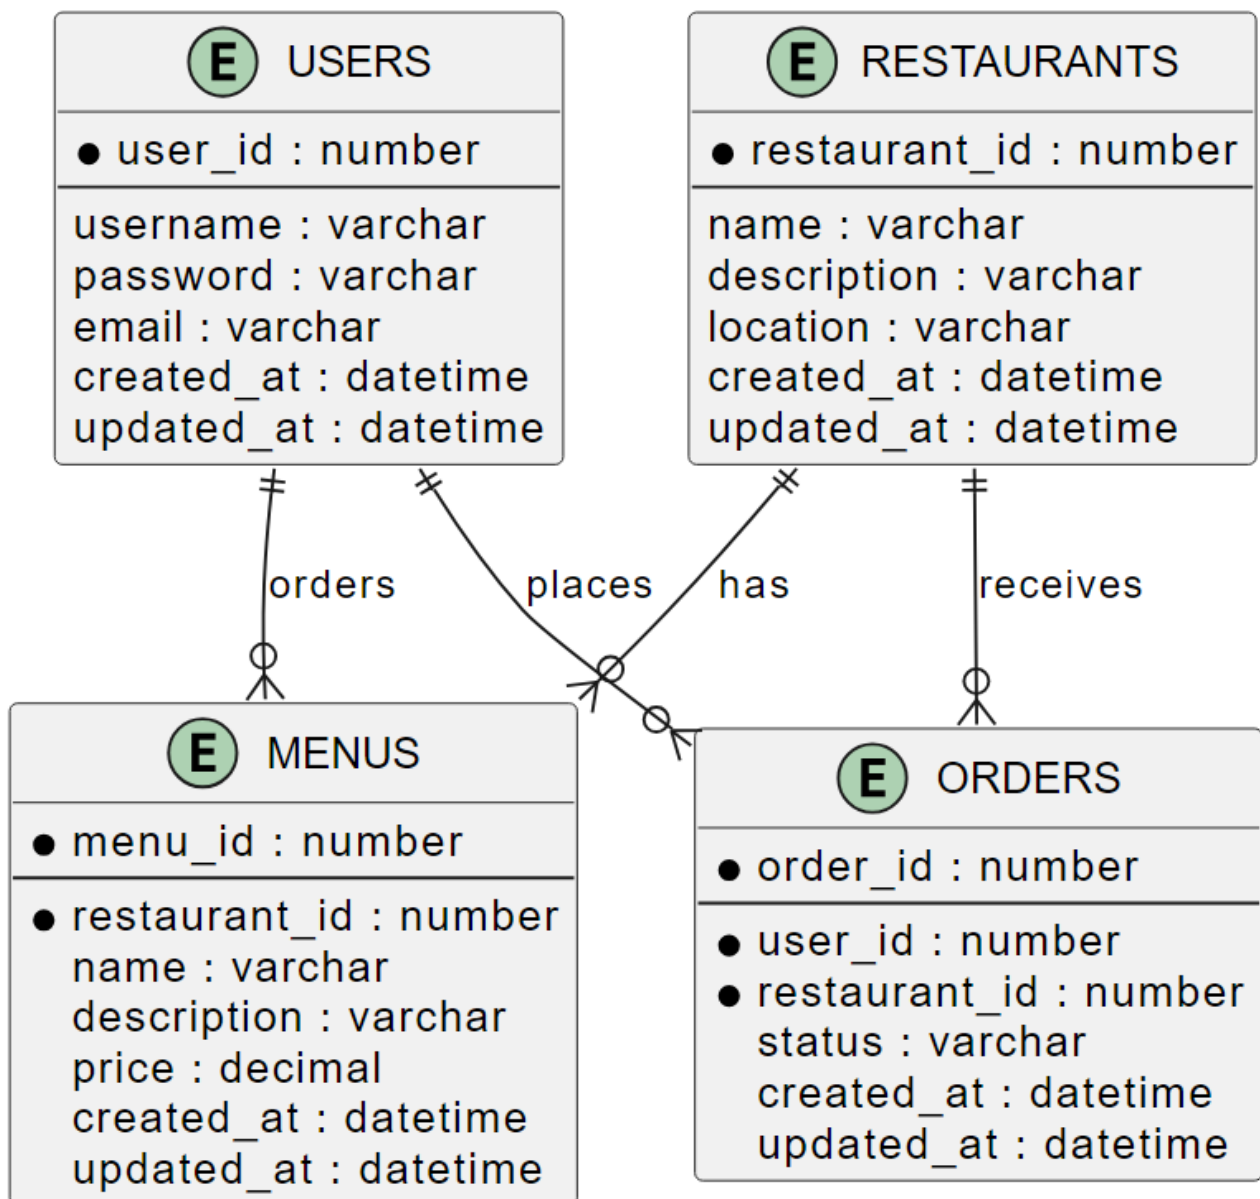 E USERS
user_id : number
username : varchar
password : varchar
email : varchar
created_at : datetime
updated_at : datetime
E RESTAURANTS
restaurant_id : number
name : varchar
description : varchar
location : varchar
created_at : datetime
updated_at : datetime
orders
places
has
receives
E MENUS
menu_id : number
restaurant_id : number
name : varchar
description : varchar
price : decimal
created_at : datetime
updated_at : datetime
E ORDERS
order_id : number
user_id : number
restaurant_id : number
status : varchar
created_at : datetime
updated_at : datetime